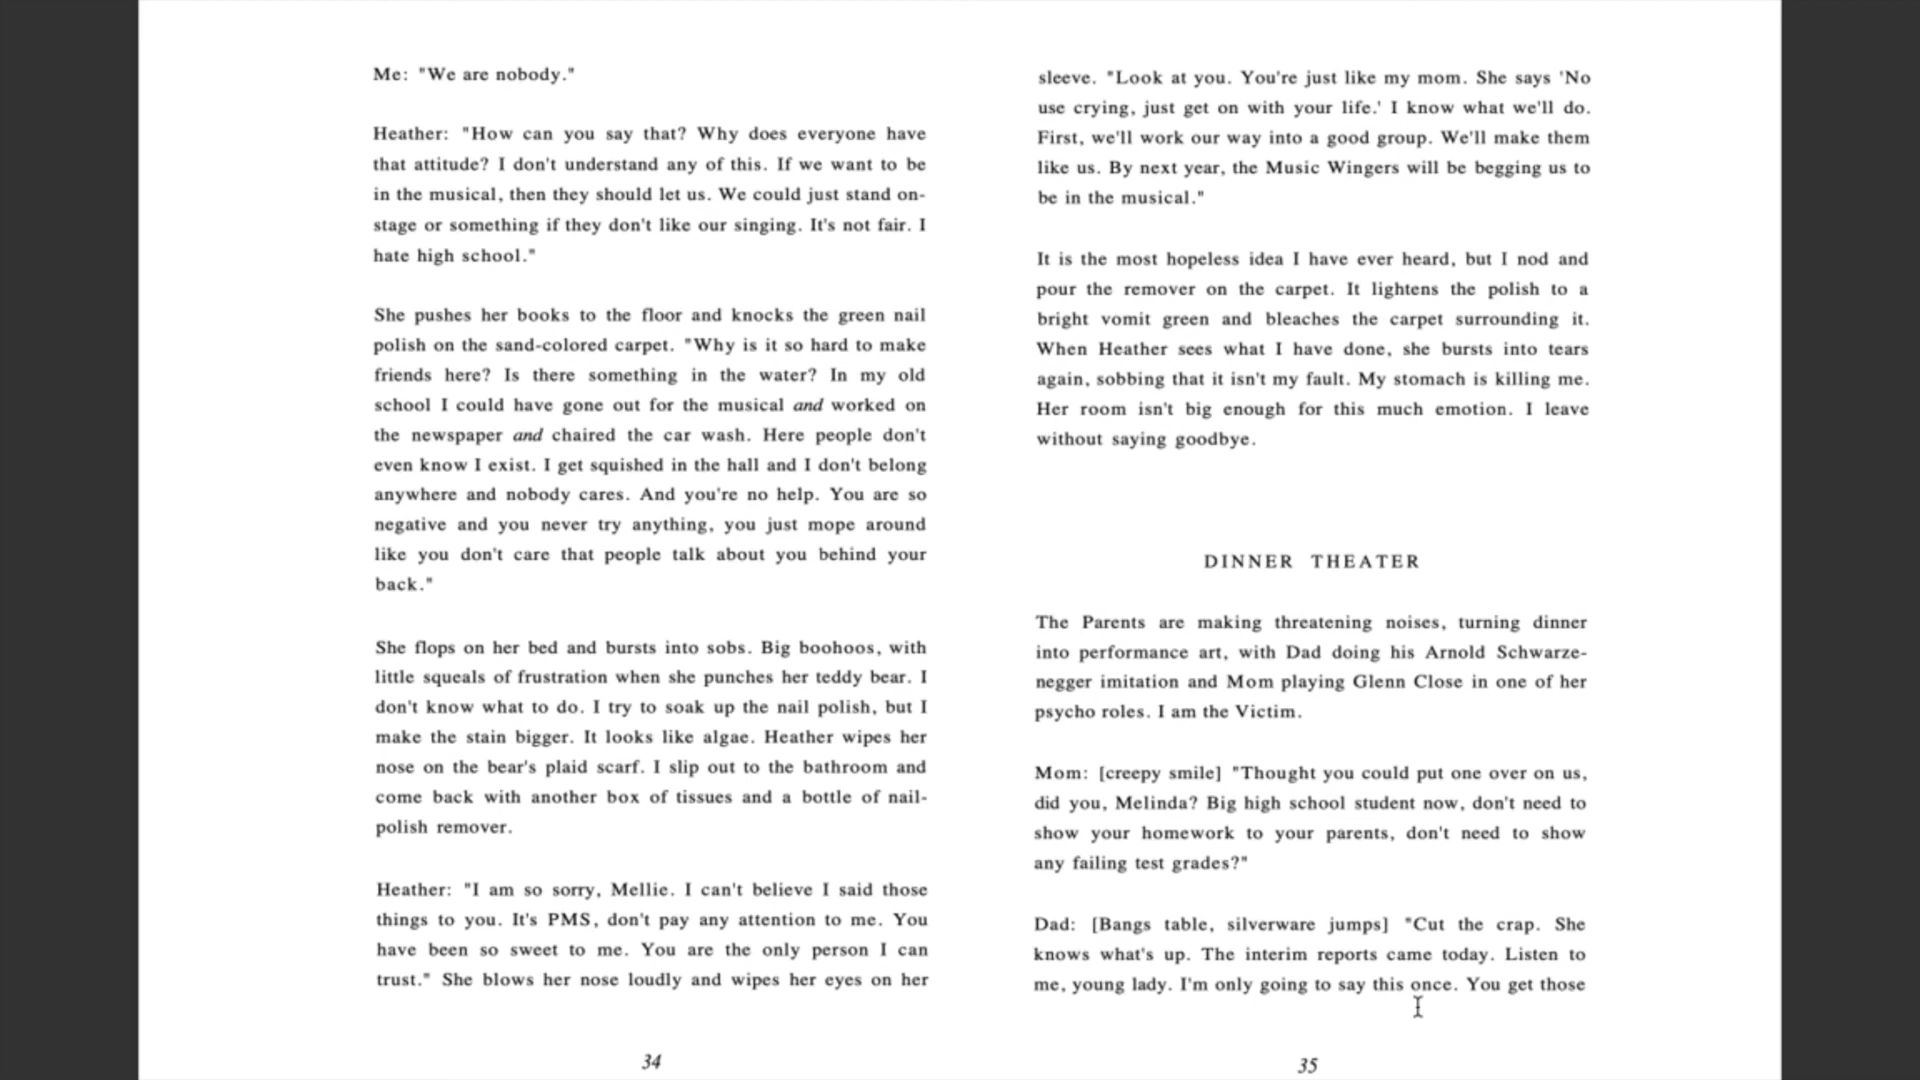 Me: "We are nobody."
Heather: "How can you say that? Why does everyone have
that attitude? I don't understand any of this. If we want to be
in the musical, then they should let us. We could just stand on-
stage or something if they don't like our singing. It's not fair. I
hate high school."
She pushes her books to the floor and knocks the green nail
polish on the sand-colored carpet. "Why is it so hard to make
friends here? Is there something in the water? In my old
school I could have gone out for the musical and worked on
the newspaper and chaired the car wash. Here people don't
even know I exist. I get squished in the hall and I don't belong
anywhere and nobody cares. And you're no help. You are so
negative and you never try anything, you just mope around
like you don't care that people talk about you behind your
back."
She flops on her bed and bursts into sobs. Big boohoos, with
little squeals of frustration when she punches her teddy bear. I
don't know what to do. I try to soak up the nail polish, but I
make the stain bigger. It looks like algae. Heather wipes her
nose on the bear's plaid scarf. I slip out to the bathroom and
come back with another box of tissues and a bottle of nail-
polish remover.
Heather: "I am so sorry, Mellie. I can't believe I said those
things to you. It's PMS, don't pay any attention to me. You
have been so sweet to me. You are the only person I can
trust." She blows her nose loudly and wipes her eyes on her
34
sleeve. "Look at you. You're just like my mom. She says 'No
use crying, just get on with your life.' I know what we'll do.
First, we'll work our way into a good group. We'll make them
like us. By next year, the Music Wingers will be begging us to
be in the musical."
It is the most hopeless idea I have ever heard, but I nod and
pour the remover on the carpet. It lightens the polish to a
bright vomit green and bleaches the carpet surrounding it.
When Heather sees what I have done, she bursts into tears
again, sobbing that it isn't my fault. My stomach is killing me.
Her room isn't big enough for this much emotion. I leave
without saying goodbye.
DINNER THEATER
The Parents are making threatening noises, turning dinner
into performance art, with Dad doing his Arnold Schwarze-
negger imitation and Mom playing Glenn Close in one of her
psycho roles. I am the Victim.
Mom: [creepy smile] "Thought you could put one over on us,
did you, Melinda? Big high school student now, don't need to
show your homework to your parents, don't need to show
any failing test grades?"
Dad: [Bangs table, silverware jumps] "Cut the crap. She
knows what's up. The interim reports came today. Listen to
me, young lady. I'm only going to say this once. You get those
35